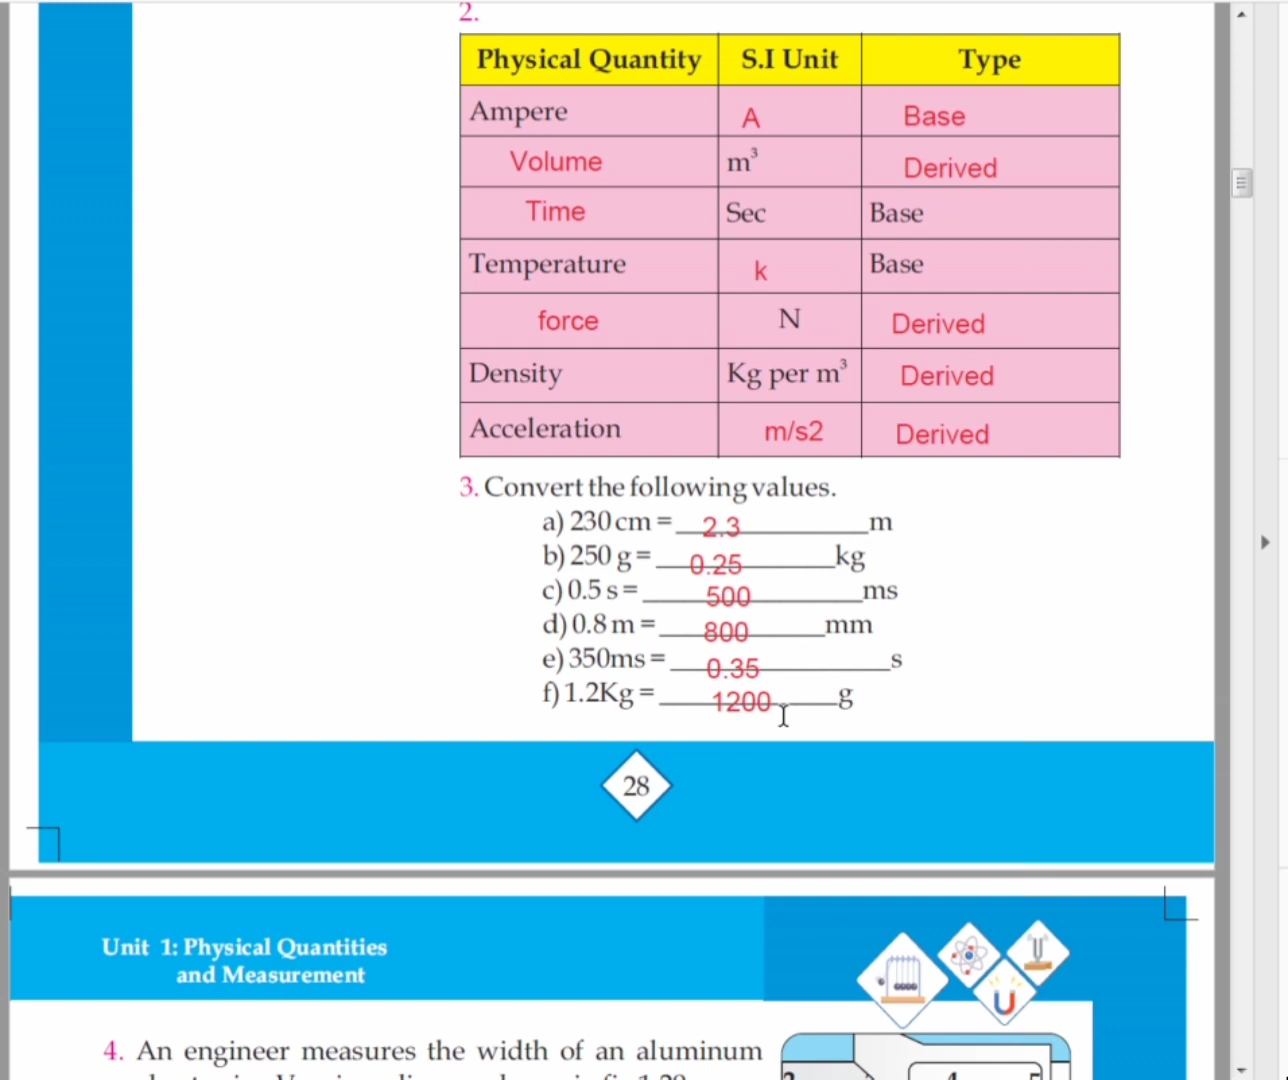 2.
Physical Quantity S.I Unit Type
Ampere A Base
Volume m³ Derived
Time Sec Base
Temperature k Base
force N Derived
Density Kg per m³ Derived
Acceleration m/s2 Derived
3. Convert the following values.
a) 230 cm = 2.3 m
b) 250 g = 0.25 kg
c) 0.5 s = 500 ms
d) 0.8 m = 800 mm
e) 350ms = 0.35 s
f) 1.2Kg = 1200 g
28
Unit 1: Physical Quantities
and Measurement
4. An engineer measures the width of an aluminum